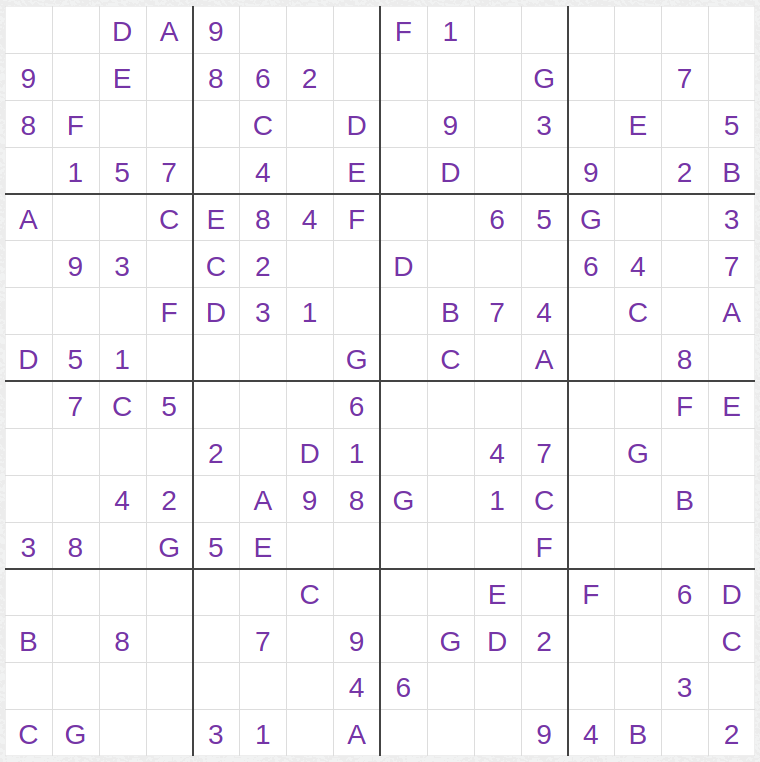 D A 9 F 1
9 E 8 6 2 G 7
8 F C D 9 3 E 5
1 5 7 4 E D 9 2 B
A C E 8 4 F 6 5 G 3
9 3 C 2 D 6 4 7
F D 3 1 B 7 4 C A
D 5 1 G C A 8
7 C 5 6 F E
2 D 1 4 7 G
4 2 A 9 8 G 1 C B
3 8 G 5 E F
C E F 6 D
B 8 7 9 G D 2 C
4 6 3
C G 3 1 A 9 4 B 2